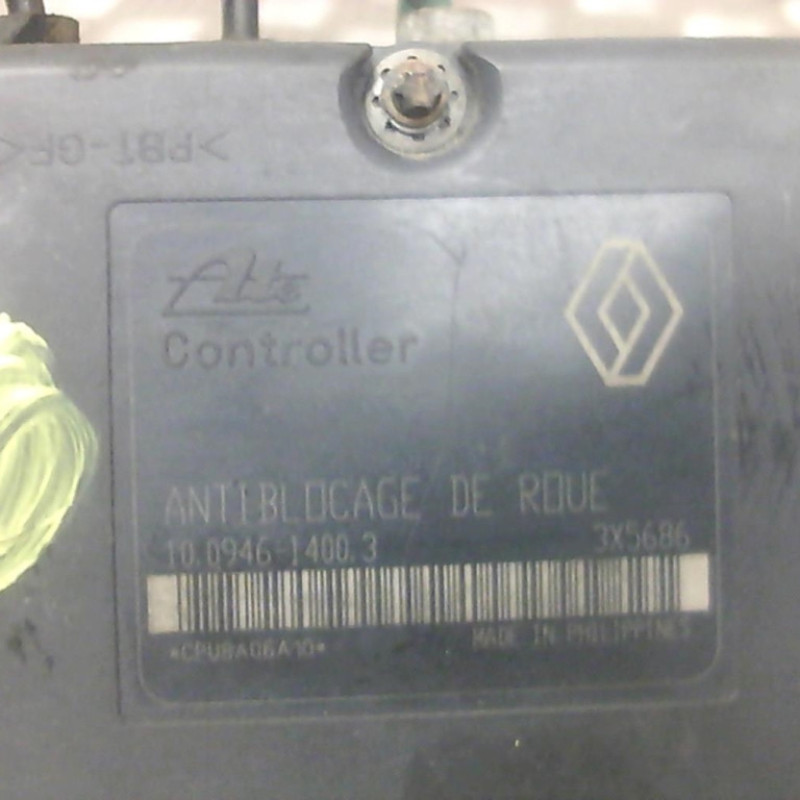 >PBT-GF<
Ate
Controller
ANTIBLOCAGE DE ROUE
10.0946-1400.3 3X5686
*CPU8A06A10*
MADE IN PHILIPPINES